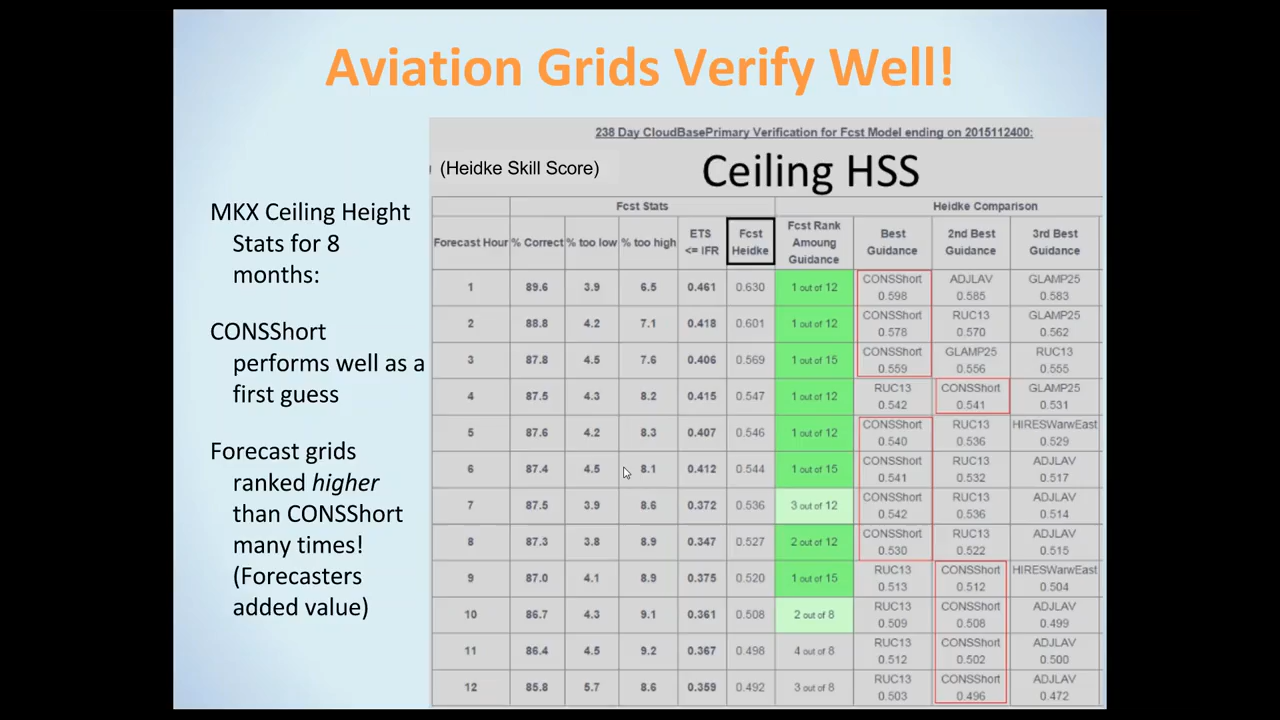 Aviation Grids Verify Well!
238 Day CloudBasePrimary Verification for Fcst Model ending on 2015112400:
(Heidke Skill Score) Ceiling HSS
MKX Ceiling Height
Stats for 8
months:
CONSShort
performs well as a
first guess
Forecast grids
ranked higher
than CONSShort
many times!
(Forecasters
added value)
Fcst Stats Heidke Comparison
Forecast Hour % Correct % too low % too high ETS <= IFR Fcst Heidke Fcst Rank Amoung Guidance Best Guidance 2nd Best Guidance 3rd Best Guidance
1 89.6 3.9 6.5 0.461 0.630 1 out of 12 CONSShort 0.598 ADJLAV 0.585 GLAMP25 0.583
2 88.8 4.2 7.1 0.418 0.601 1 out of 12 CONSShort 0.578 RUC13 0.570 GLAMP25 0.562
3 87.8 4.5 7.6 0.406 0.569 1 out of 15 CONSShort 0.559 GLAMP25 0.556 RUC13 0.555
4 87.5 4.3 8.2 0.415 0.547 1 out of 12 RUC13 0.542 CONSShort 0.541 GLAMP25 0.531
5 87.6 4.2 8.3 0.407 0.546 1 out of 12 CONSShort 0.540 RUC13 0.536 HIRESWarwEast 0.529
6 87.4 4.5 8.1 0.412 0.544 1 out of 15 CONSShort 0.541 RUC13 0.532 ADJLAV 0.517
7 87.5 3.9 8.6 0.372 0.536 3 out of 12 CONSShort 0.542 RUC13 0.536 ADJLAV 0.514
8 87.3 3.8 8.9 0.347 0.527 2 out of 12 CONSShort 0.530 RUC13 0.522 ADJLAV 0.515
9 87.0 4.1 8.9 0.375 0.520 1 out of 15 RUC13 0.513 CONSShort 0.512 HIRESWarwEast 0.504
10 86.7 4.3 9.1 0.361 0.508 2 out of 8 RUC13 0.509 CONSShort 0.508 ADJLAV 0.499
11 86.4 4.5 9.2 0.367 0.498 4 out of 8 RUC13 0.512 CONSShort 0.502 ADJLAV 0.500
12 85.8 5.7 8.6 0.359 0.492 3 out of 8 RUC13 0.503 CONSShort 0.496 ADJLAV 0.472